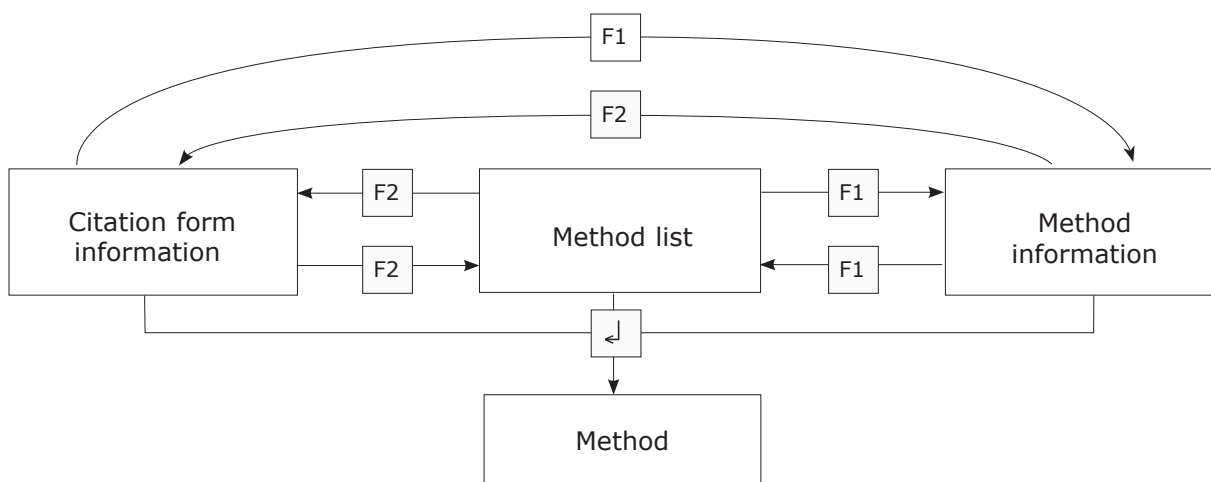 F1
F2
F2
F1
Citation form
information
Method list
Method
information
F2
F1
↲
Method